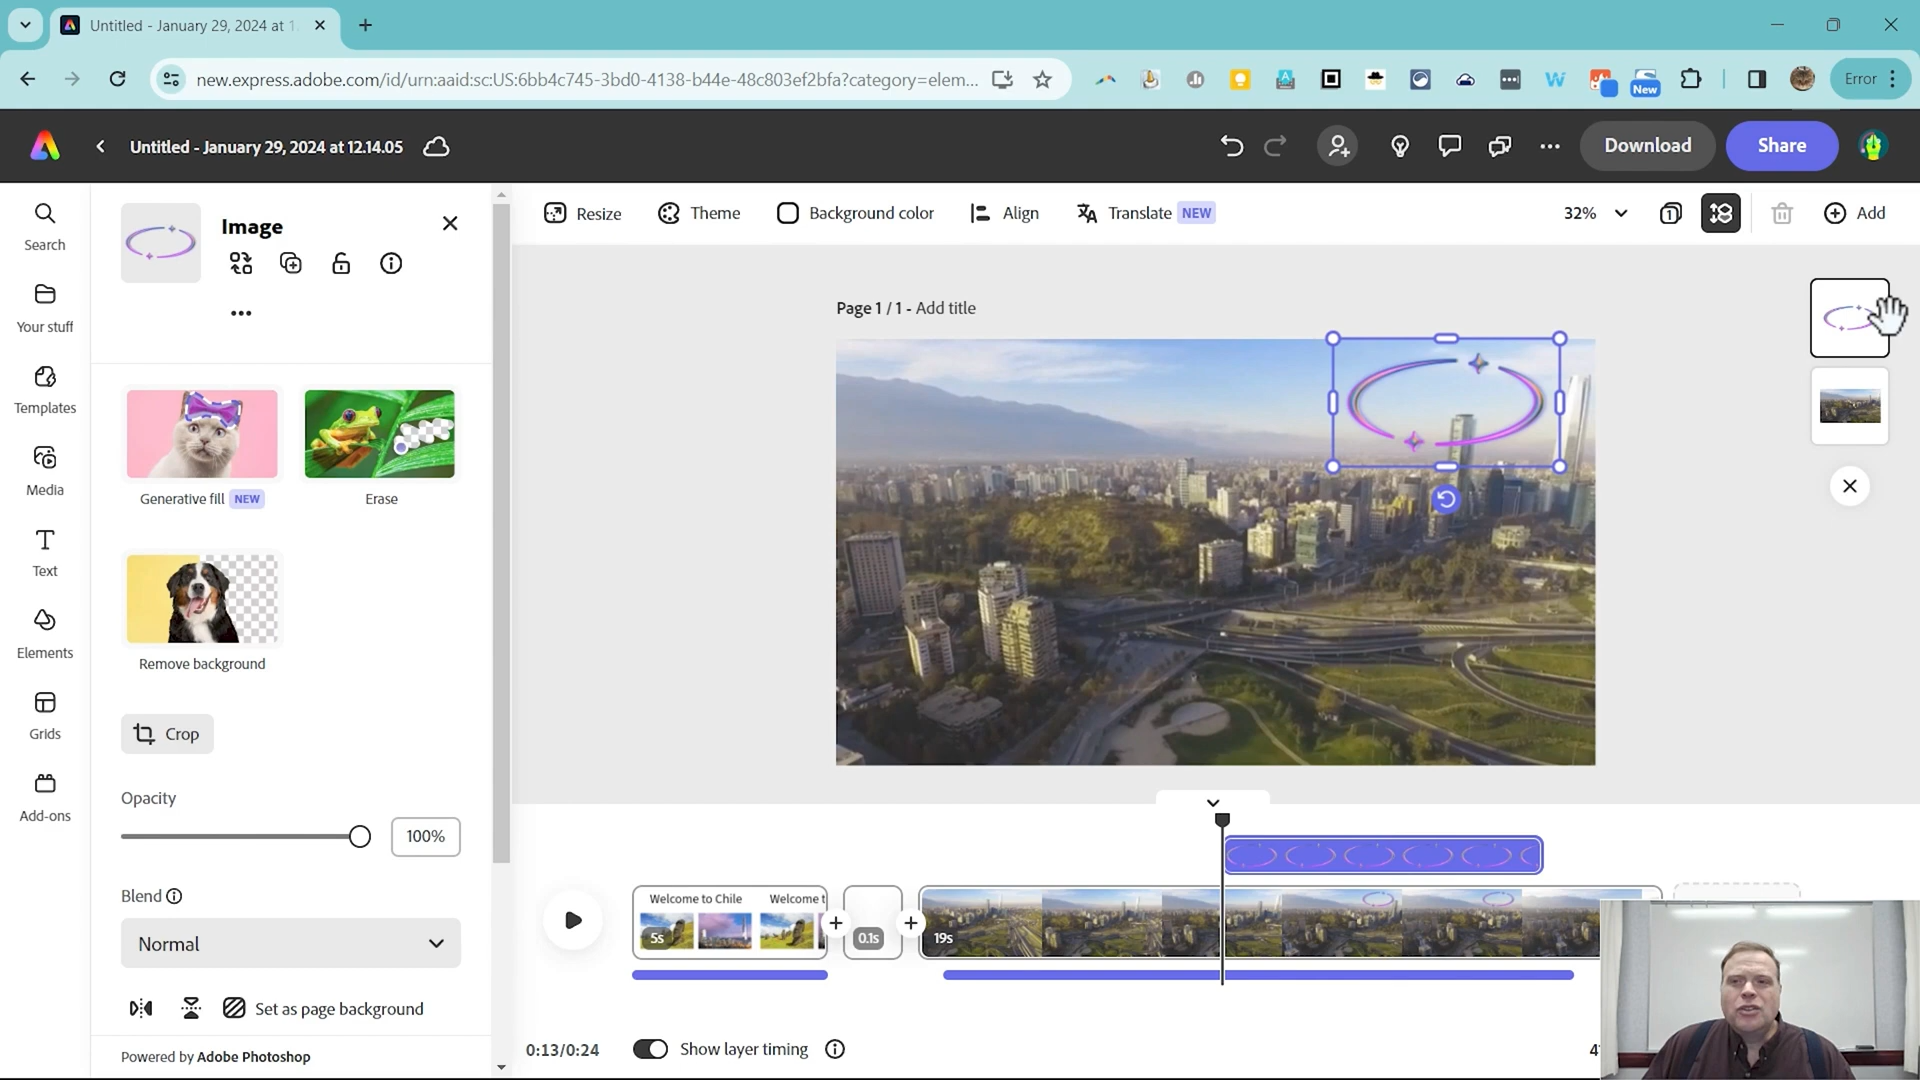 Untitled - January 29, 2024 at 1
new.express.adobe.com/id/urn:aaid:sc:US:6bb4c745-3bd0-4138-b44e-48c803ef2bfa?category=elem...
New
Error
Untitled - January 29, 2024 at 12.14.05
Download
Share
Search
Your stuff
Templates
Media
Text
Elements
Grids
Add-ons
Image
Generative fill NEW
Erase
Remove background
Crop
Opacity
100%
Blend
Normal
Set as page background
Powered by Adobe Photoshop
Resize
Theme
Background color
Align
Translate NEW
32%
1
Add
Page 1 / 1 - Add title
Welcome to Chile
Welcome t
5s
0.1s
19s
0:13/0:24
Show layer timing